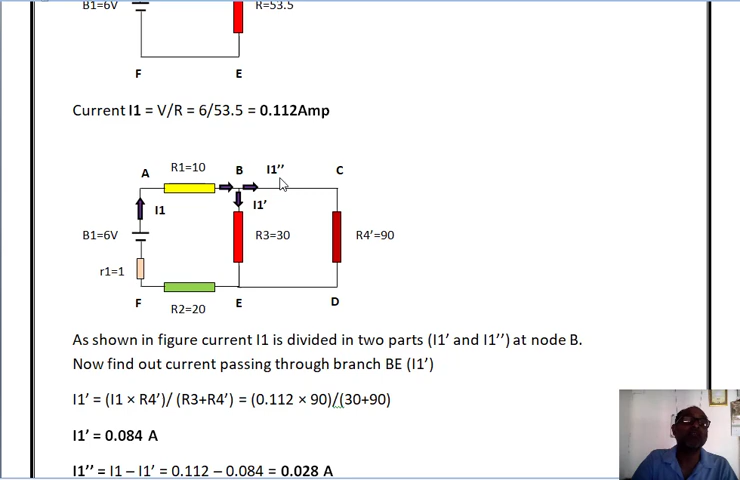 B1=6V R=53.5
F E
Current I1 = V/R = 6/53.5 = 0.112Amp
A R1=10 B I1’’ C
I1 I1’
B1=6V R3=30 R4’=90
r1=1
F R2=20 E D
As shown in figure current I1 is divided in two parts (I1’ and I1’’) at node B.
Now find out current passing through branch BE (I1’)
I1’ = (I1 × R4’)/ (R3+R4’) = (0.112 × 90)/(30+90)
I1’ = 0.084 A
I1’’ = I1 – I1’ = 0.112 – 0.084 = 0.028 A